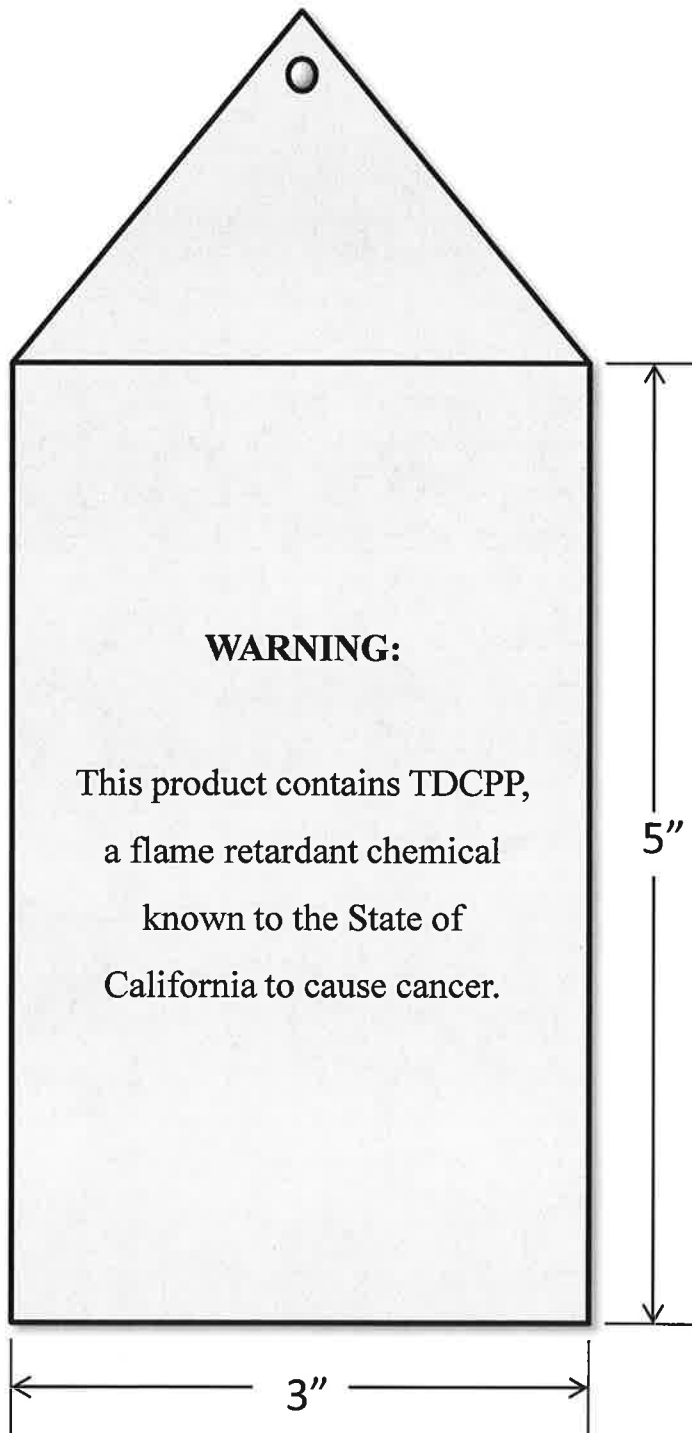 WARNING:
This product contains TDCPP,
a flame retardant chemical
known to the State of
California to cause cancer.
5"
3"